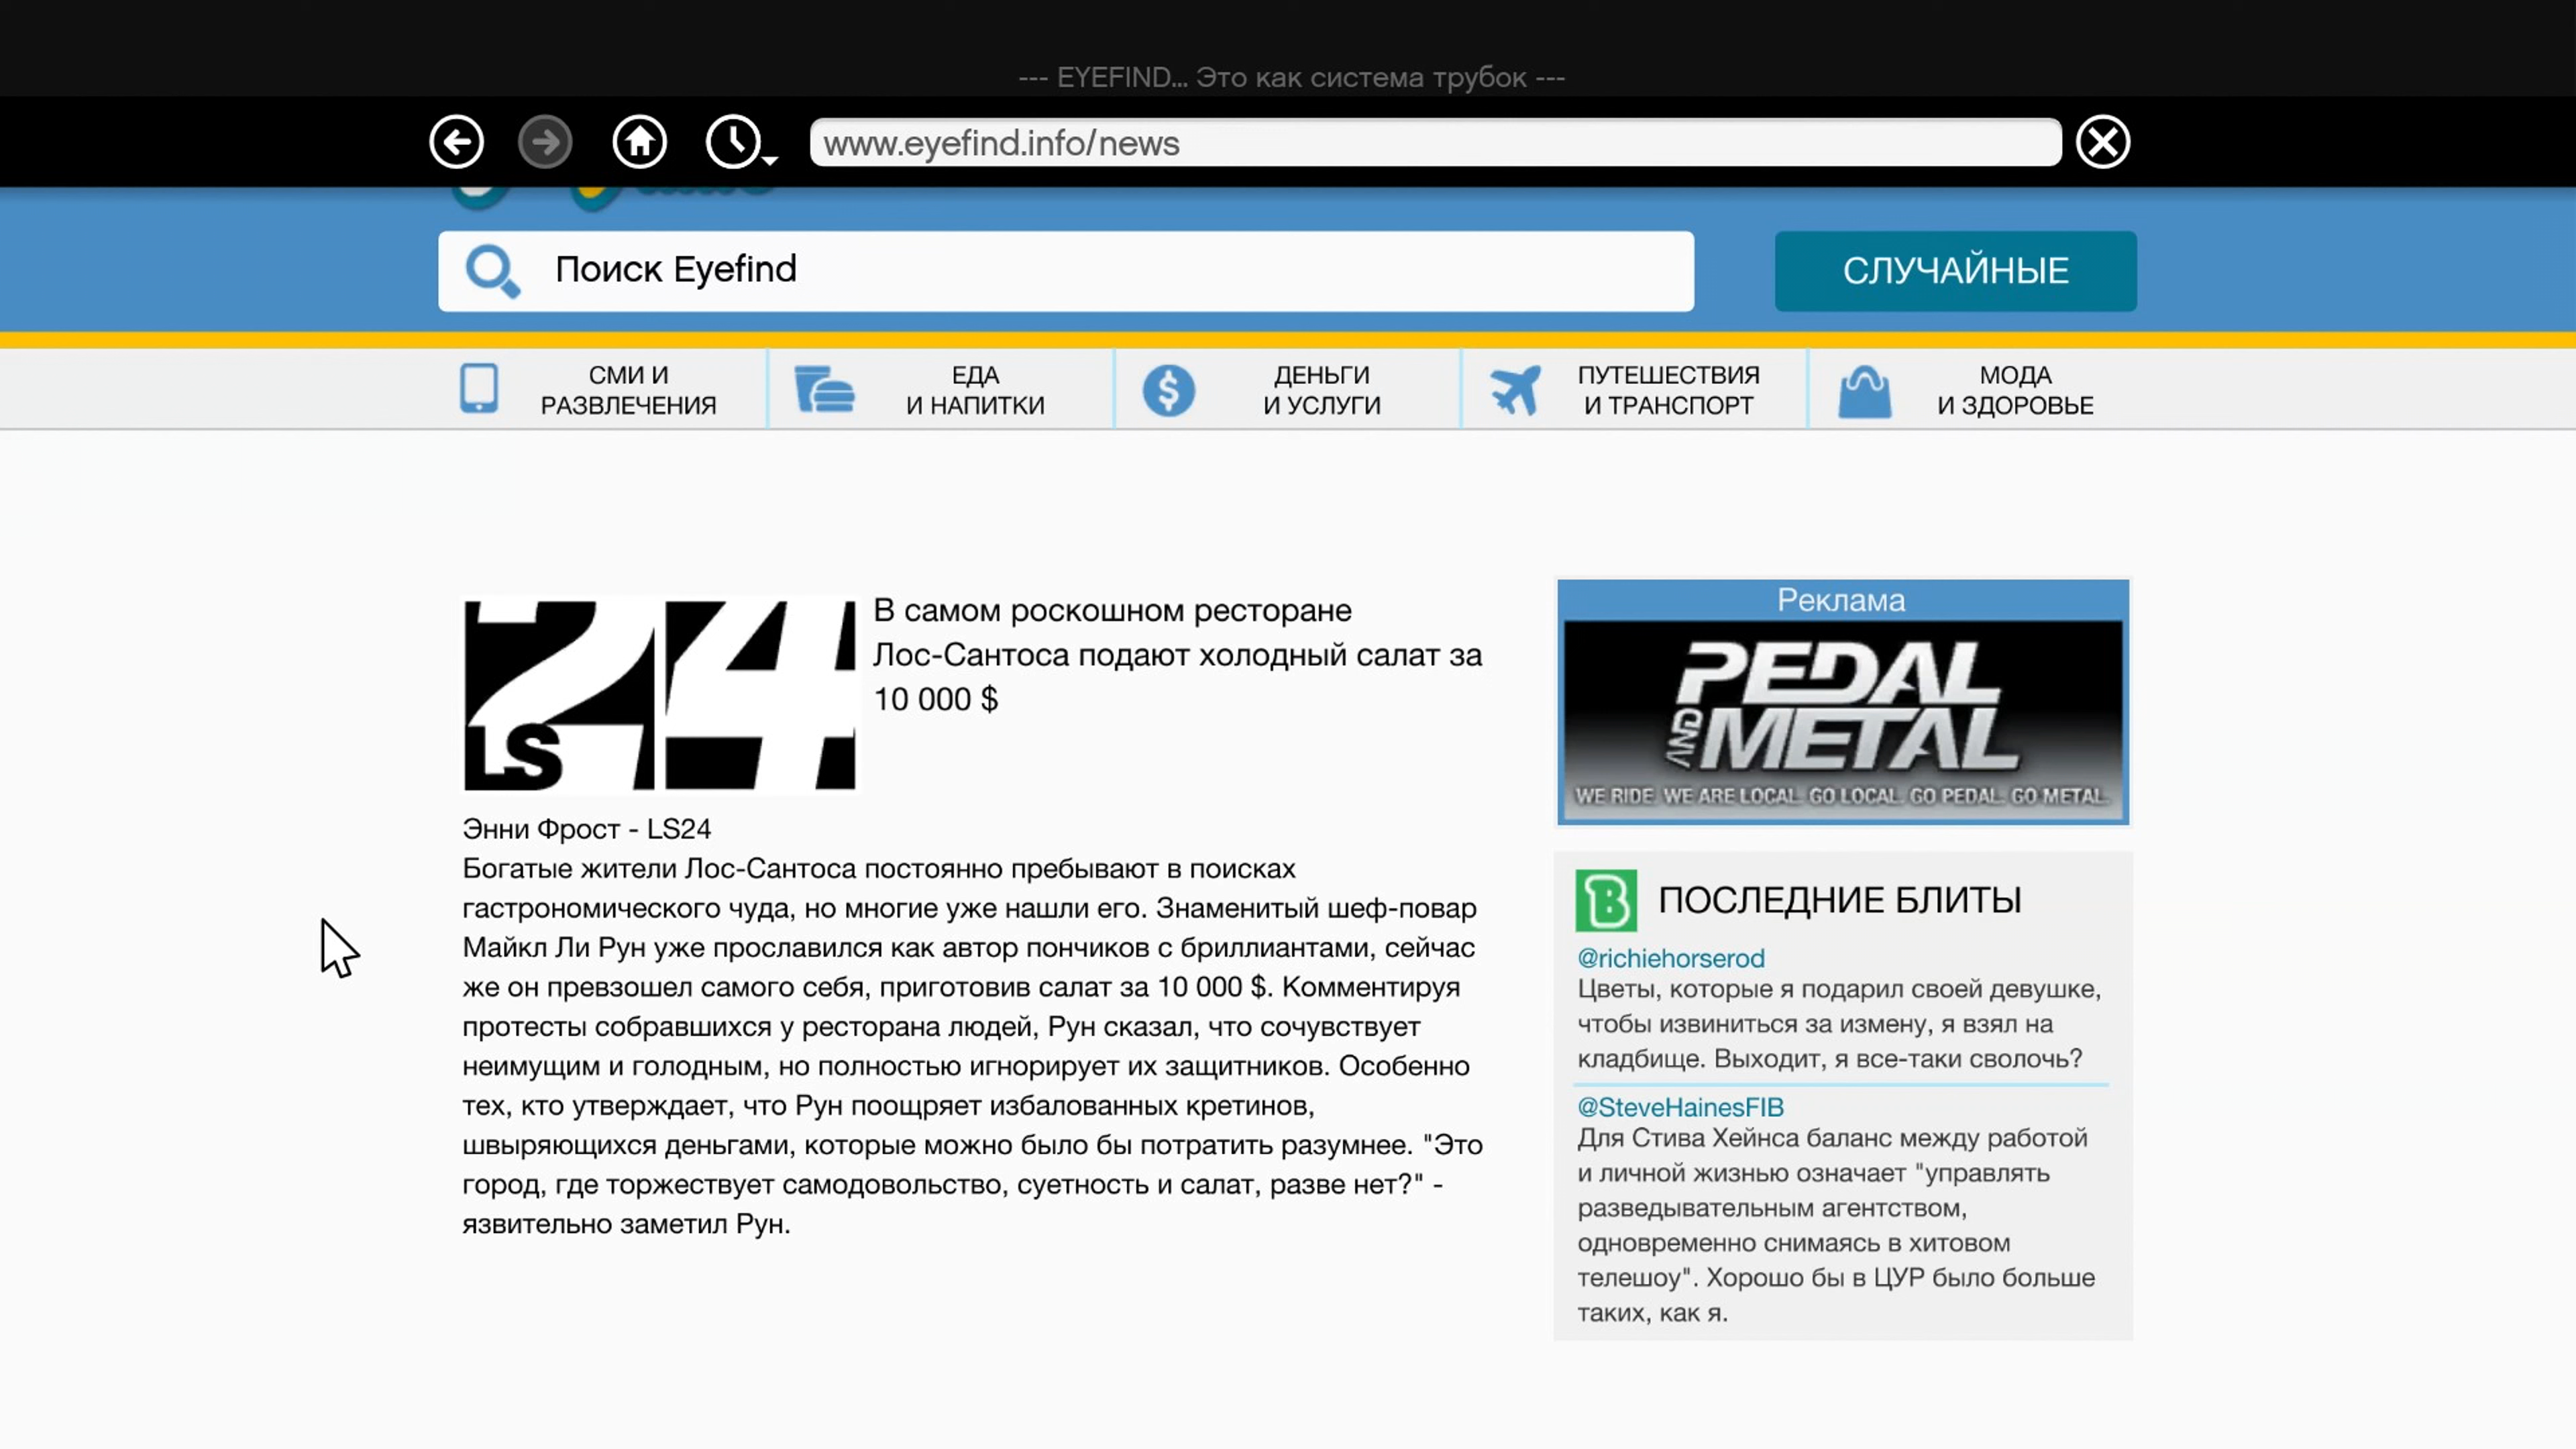 --- EYEFIND... Это как система трубок ---
www.eyefind.info/news
Поиск Eyefind
СЛУЧАЙНЫЕ
СМИ И
РАЗВЛЕЧЕНИЯ
ЕДА
И НАПИТКИ
ДЕНЬГИ
И УСЛУГИ
ПУТЕШЕСТВИЯ
И ТРАНСПОРТ
МОДА
И ЗДОРОВЬЕ
24
LS
В самом роскошном ресторане
Лос-Сантоса подают холодный салат за
10 000 $
Энни Фрост - LS24
Богатые жители Лос-Сантоса постоянно пребывают в поисках
гастрономического чуда, но многие уже нашли его. Знаменитый шеф-повар
Майкл Ли Рун уже прославился как автор пончиков с бриллиантами, сейчас
же он превзошел самого себя, приготовив салат за 10 000 $. Комментируя
протесты собравшихся у ресторана людей, Рун сказал, что сочувствует
неимущим и голодным, но полностью игнорирует их защитников. Особенно
тех, кто утверждает, что Рун поощряет избалованных кретинов,
швыряющихся деньгами, которые можно было бы потратить разумнее. "Это
город, где торжествует самодовольство, суетность и салат, разве нет?" -
язвительно заметил Рун.
Реклама
PEDAL
AND METAL
WE RIDE. WE ARE LOCAL. GO LOCAL. GO PEDAL. GO METAL.
B ПОСЛЕДНИЕ БЛИТЫ
@richiehorserod
Цветы, которые я подарил своей девушке,
чтобы извиниться за измену, я взял на
кладбище. Выходит, я все-таки сволочь?
@SteveHainesFIB
Для Стива Хейнса баланс между работой
и личной жизнью означает "управлять
разведывательным агентством,
одновременно снимаясь в хитовом
телешоу". Хорошо бы в ЦУР было больше
таких, как я.